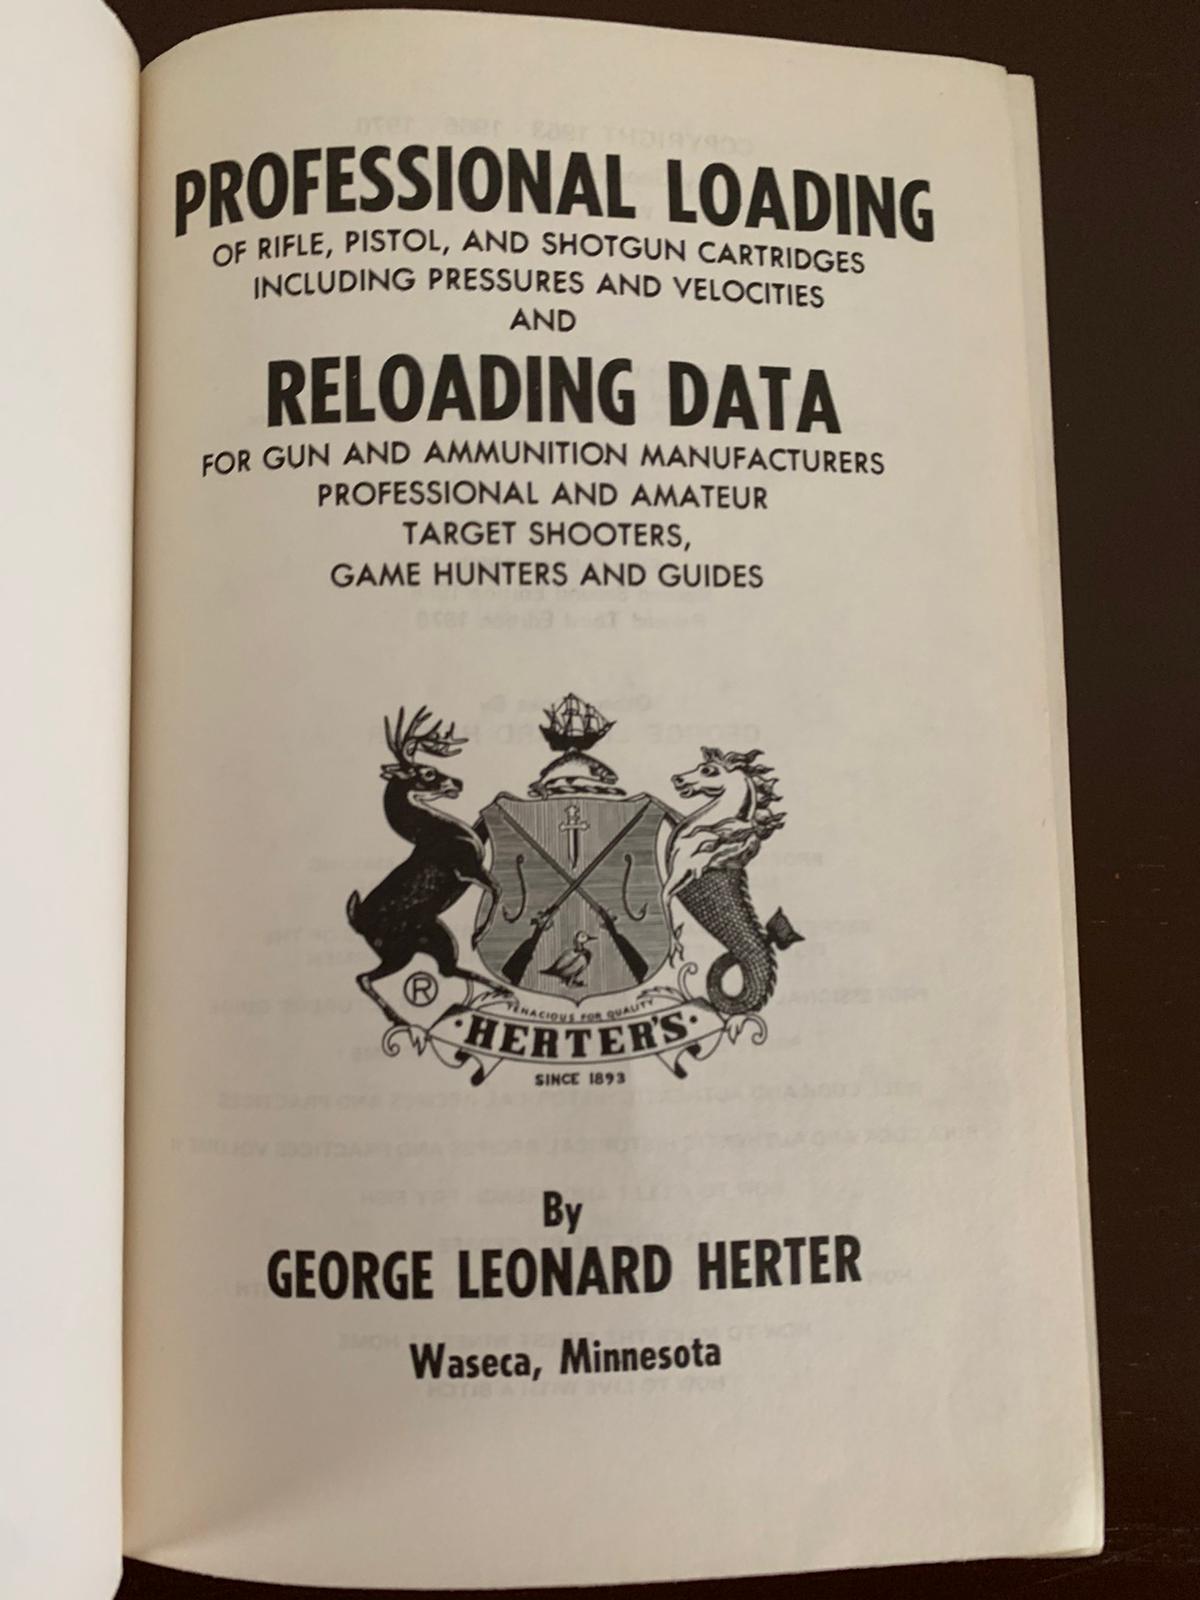 PROFESSIONAL LOADING
OF RIFLE, PISTOL, AND SHOTGUN CARTRIDGES
INCLUDING PRESSURES AND VELOCITIES
AND
RELOADING DATA
FOR GUN AND AMMUNITION MANUFACTURERS
PROFESSIONAL AND AMATEUR
TARGET SHOOTERS,
GAME HUNTERS AND GUIDES
®
TENACIOUS FOR QUALITY
·HERTER'S·
SINCE 1893
By
GEORGE LEONARD HERTER
Waseca, Minnesota